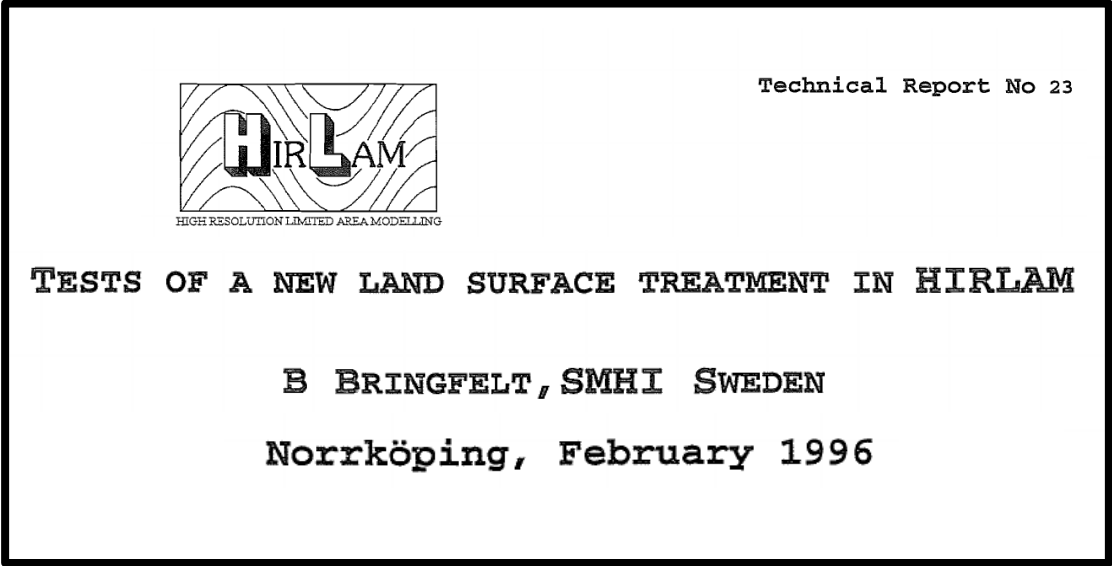 Technical Report No 23
HIRLAM
HIGH RESOLUTION LIMITED AREA MODELLING
TESTS OF A NEW LAND SURFACE TREATMENT IN HIRLAM
B BRINGFELT, SMHI SWEDEN
Norrköping, February 1996